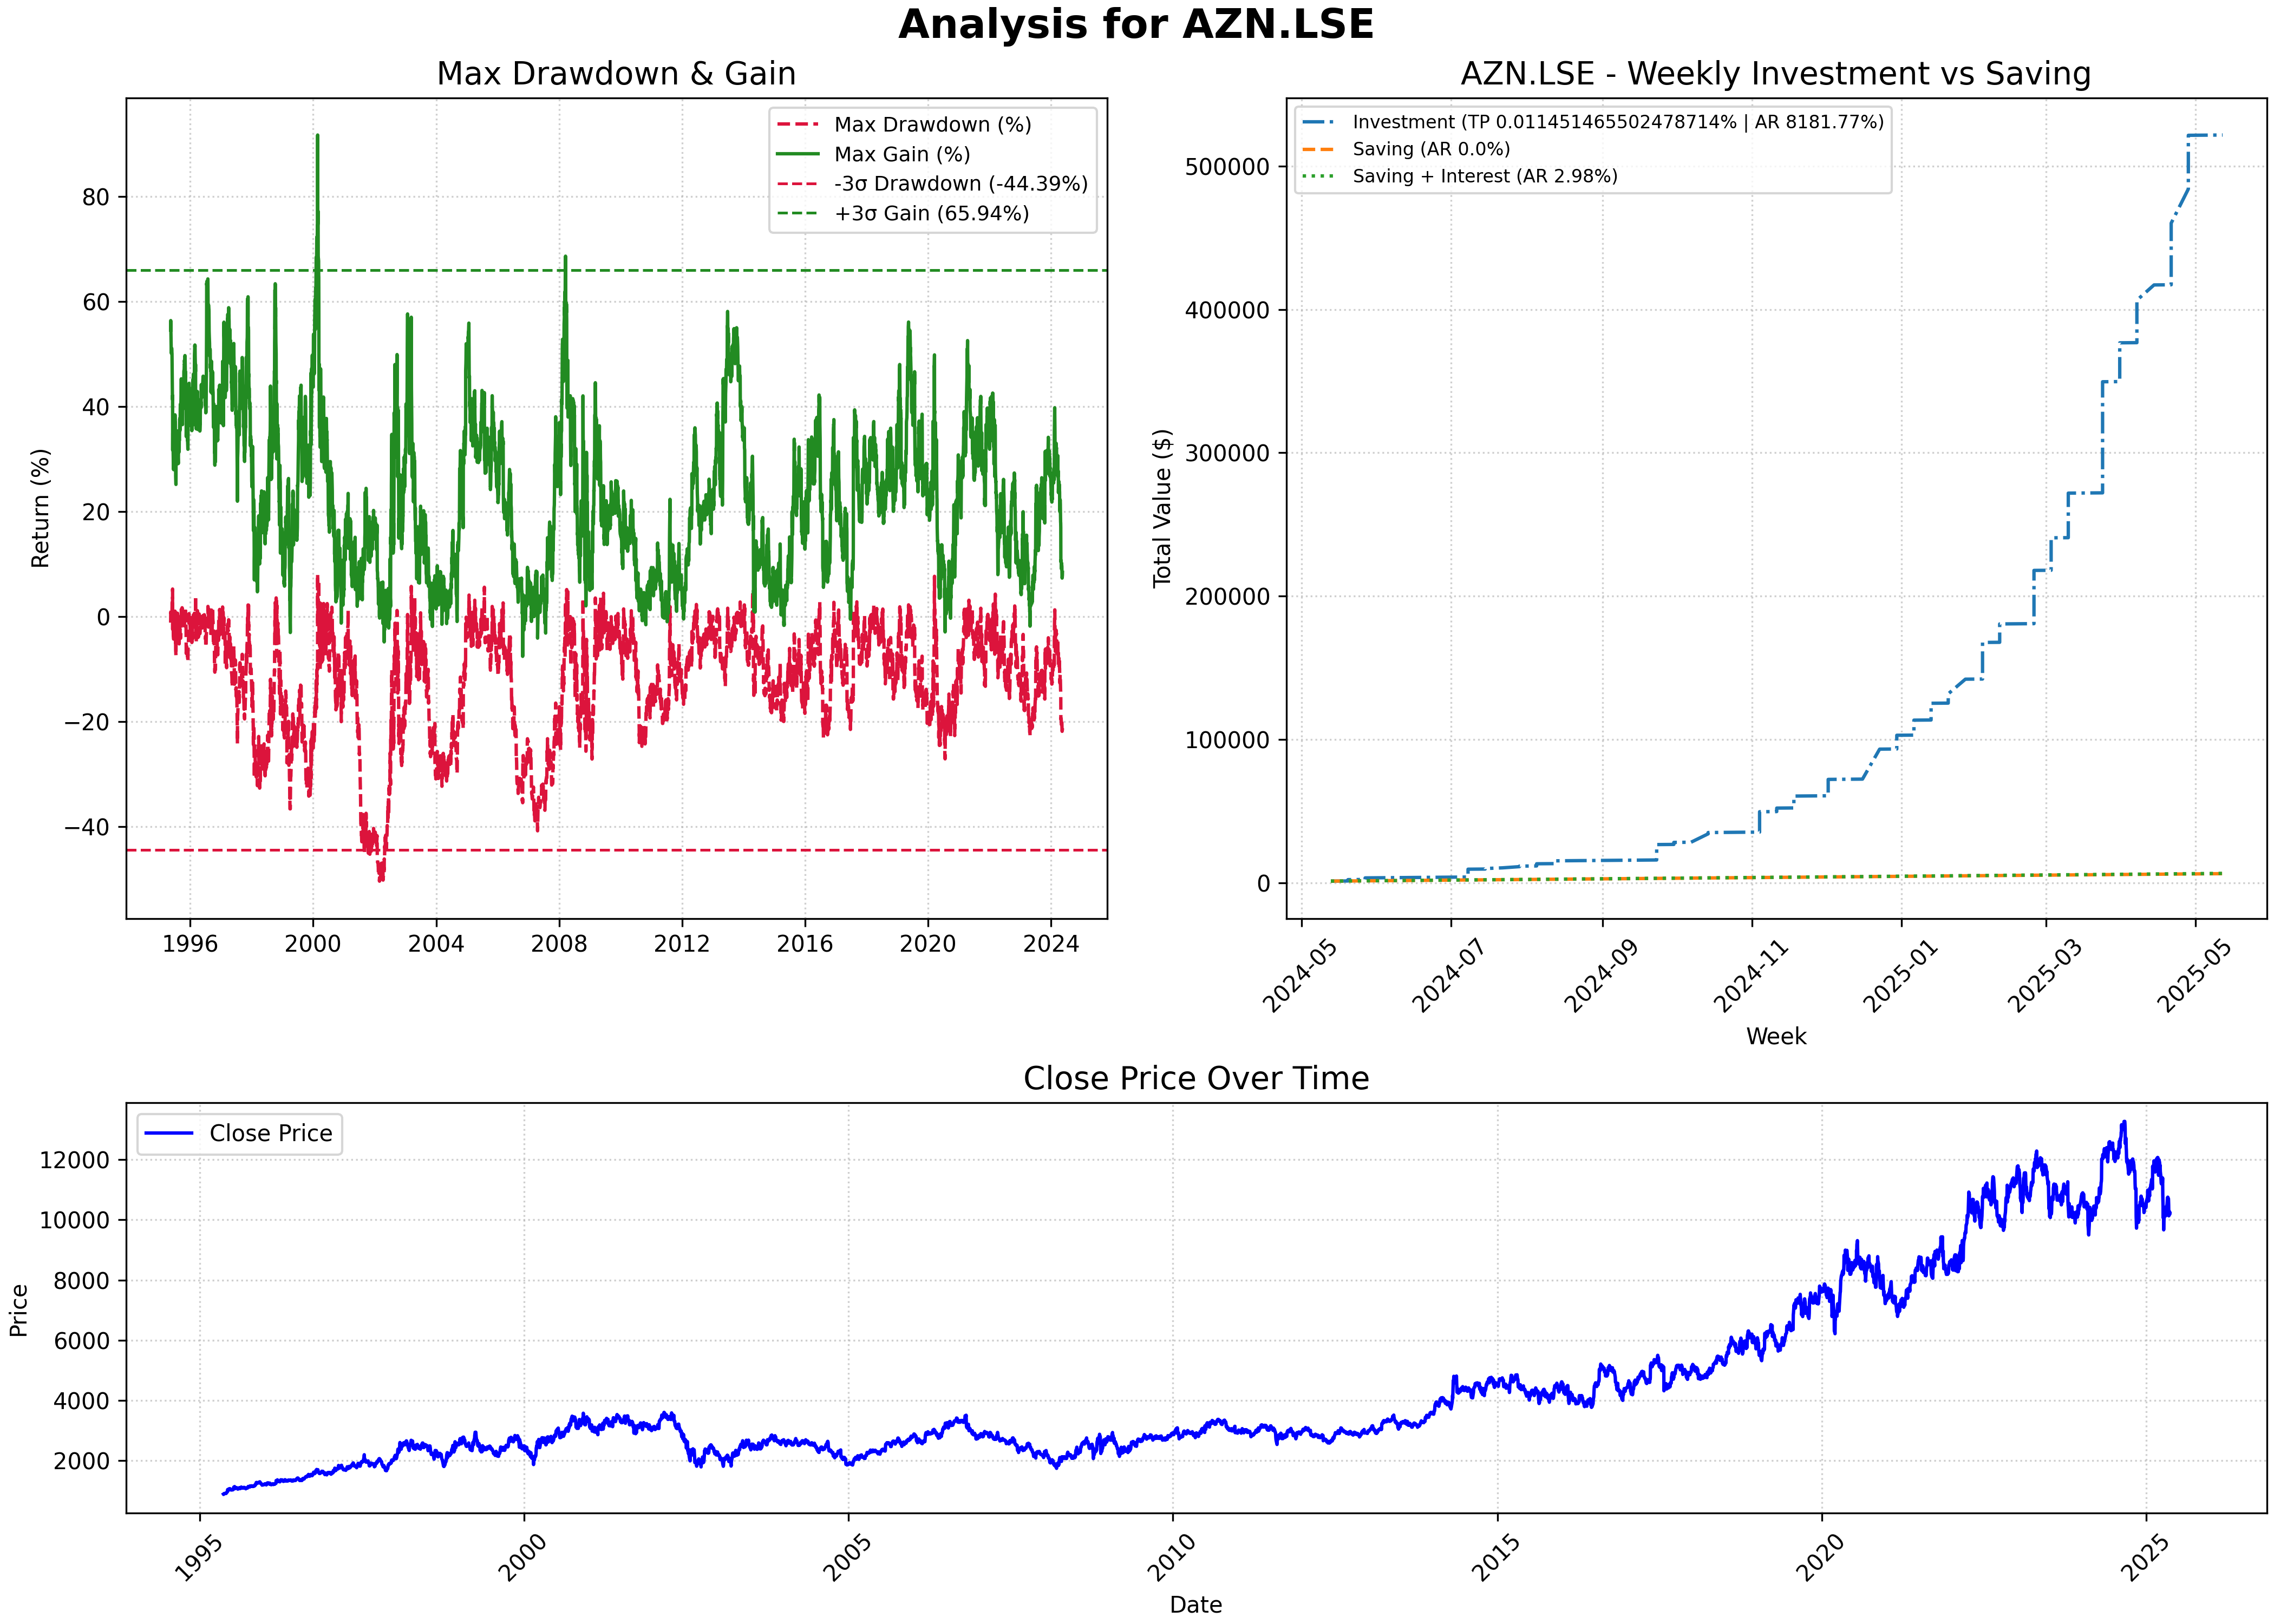 Analysis for AZN.LSE
Max Drawdown & Gain
Max Drawdown (%)
Max Gain (%)
-3σ Drawdown (-44.39%)
+3σ Gain (65.94%)
Return (%)
80
60
40
20
0
−20
−40
1996
2000
2004
2008
2012
2016
2020
2024
AZN.LSE - Weekly Investment vs Saving
Investment (TP 0.011451465502478714% | AR 8181.77%)
Saving (AR 0.0%)
Saving + Interest (AR 2.98%)
Total Value ($)
500000
400000
300000
200000
100000
0
2024-05
2024-07
2024-09
2024-11
2025-01
2025-03
2025-05
Week
Close Price Over Time
Close Price
Price
12000
10000
8000
6000
4000
2000
1995
2000
2005
2010
2015
2020
2025
Date